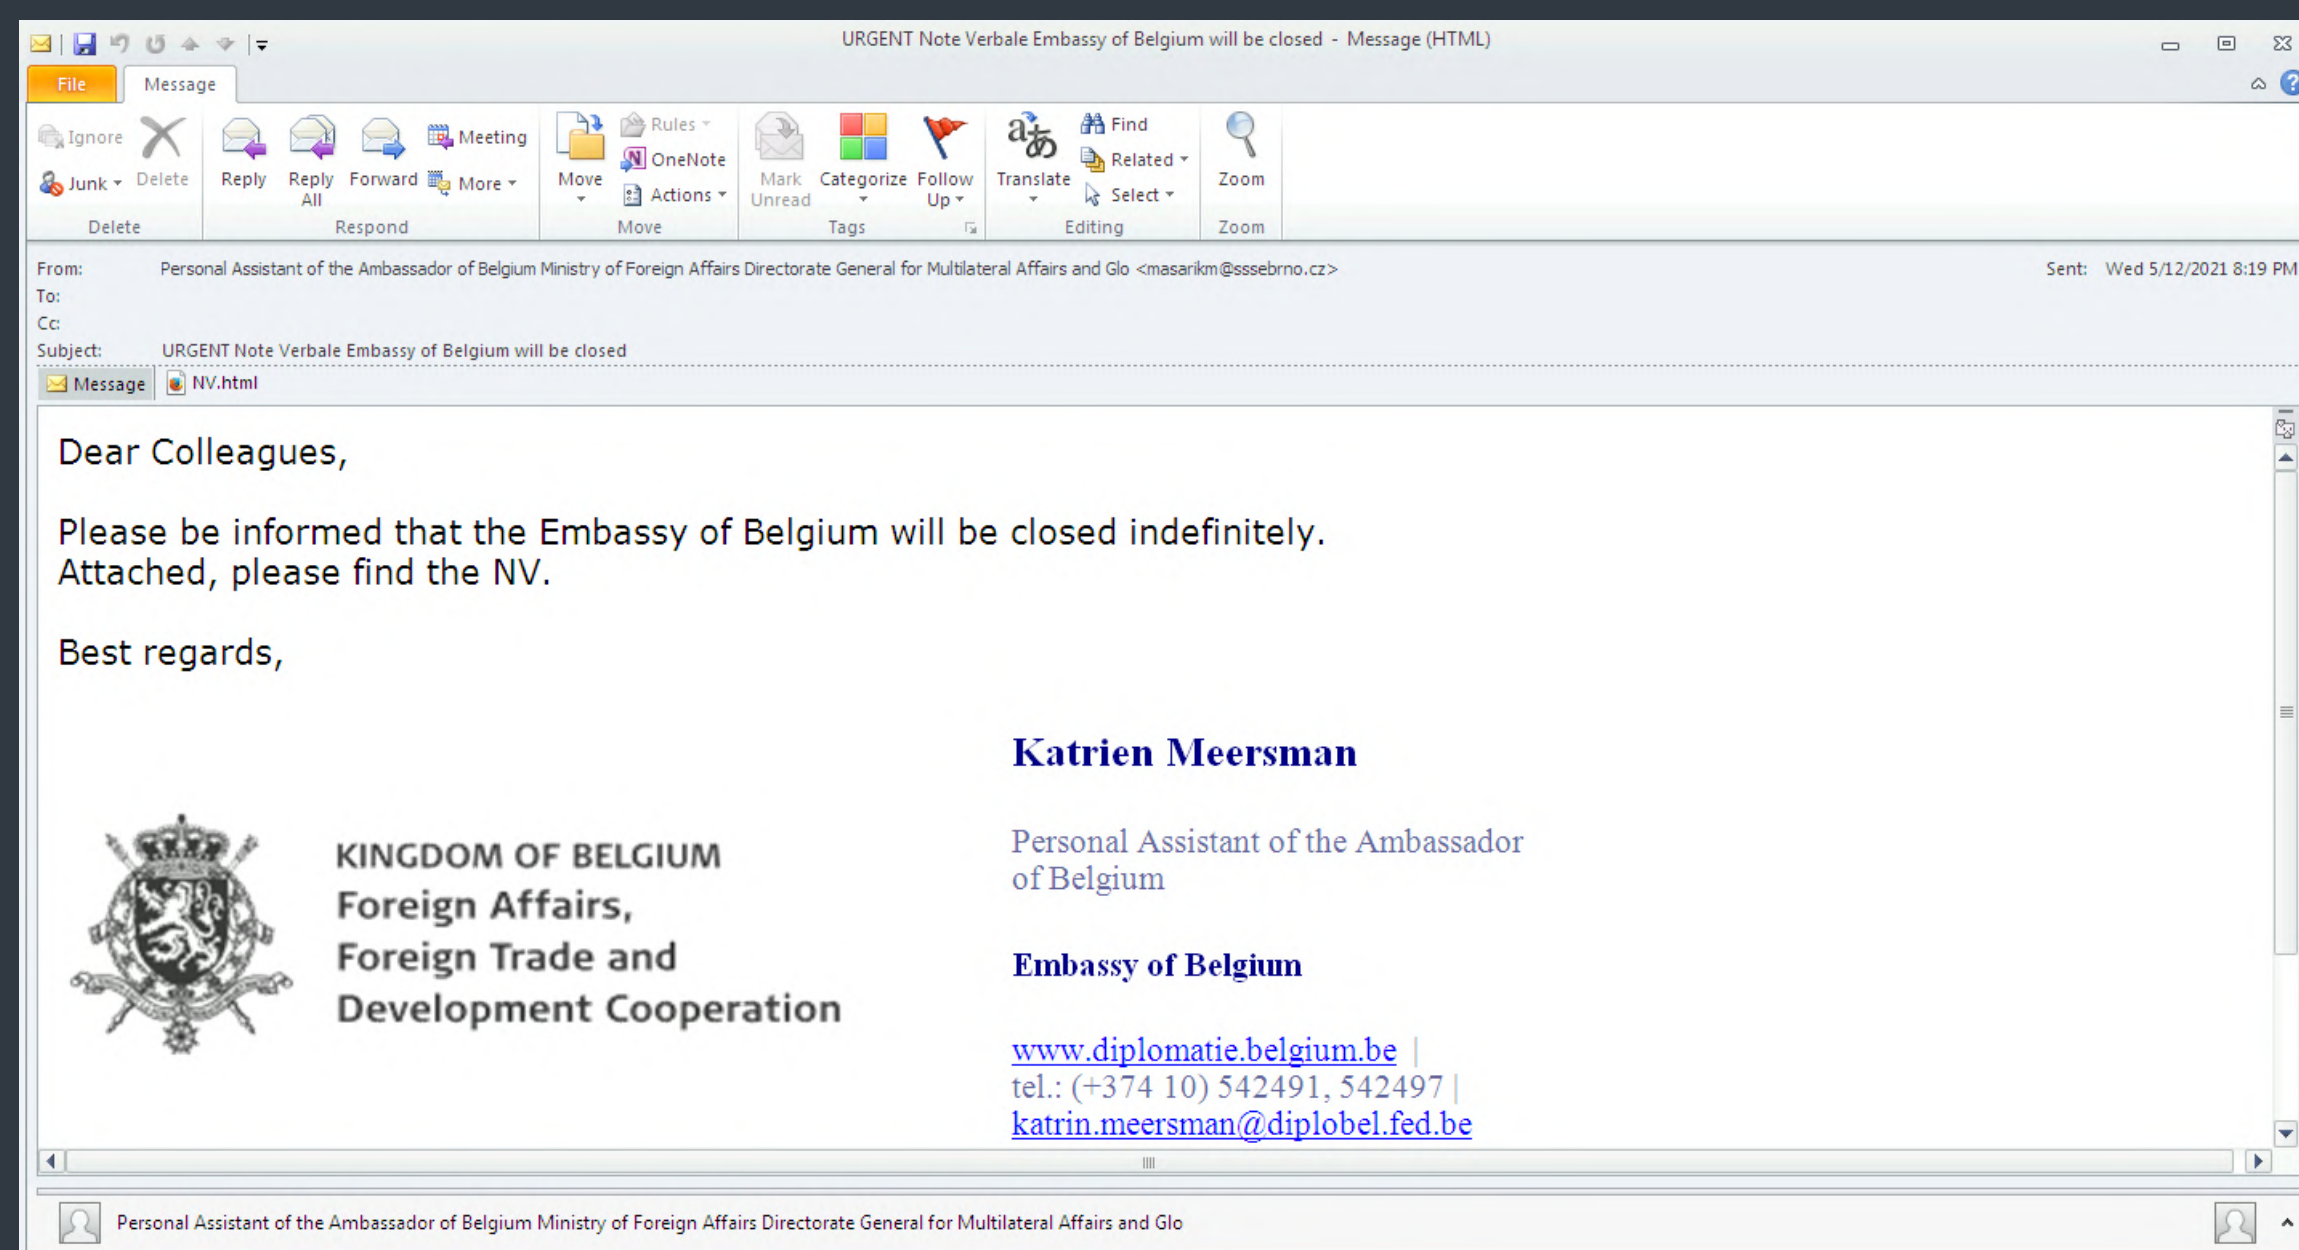 URGENT Note Verbale Embassy of Belgium will be closed - Message (HTML)
File Message
Ignore
Junk
Delete
Reply
Reply All
Forward
Meeting
More
Move
Rules
OneNote
Actions
Mark Unread
Categorize
Follow Up
Translate
Find
Related
Select
Zoom
Delete Respond Move Tags Editing Zoom
From: Personal Assistant of the Ambassador of Belgium Ministry of Foreign Affairs Directorate General for Multilateral Affairs and Glo <masarikm@sssebrno.cz> Sent: Wed 5/12/2021 8:19 PM
To:
Cc:
Subject: URGENT Note Verbale Embassy of Belgium will be closed
Message NV.html
Dear Colleagues,
Please be informed that the Embassy of Belgium will be closed indefinitely.
Attached, please find the NV.
Best regards,
KINGDOM OF BELGIUM
Foreign Affairs,
Foreign Trade and
Development Cooperation
Katrien Meersman
Personal Assistant of the Ambassador
of Belgium
Embassy of Belgium
www.diplomatie.belgium.be |
tel.: (+374 10) 542491, 542497 |
katrin.meersman@diplobel.fed.be
Personal Assistant of the Ambassador of Belgium Ministry of Foreign Affairs Directorate General for Multilateral Affairs and Glo